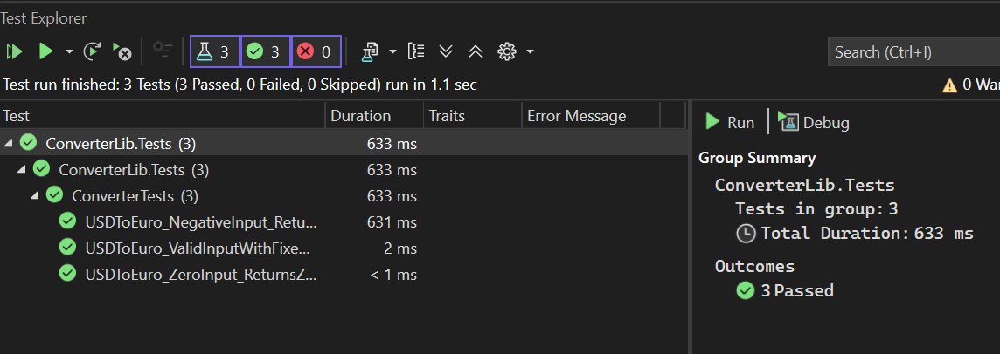 Test Explorer
3 3 0
Search (Ctrl+I)
Test run finished: 3 Tests (3 Passed, 0 Failed, 0 Skipped) run in 1.1 sec
0 War
Test Duration Traits Error Message
ConverterLib.Tests (3) 633 ms
ConverterLib.Tests (3) 633 ms
ConverterTests (3) 633 ms
USDToEuro_NegativeInput_Retu... 631 ms
USDToEuro_ValidInputWithFixe... 2 ms
USDToEuro_ZeroInput_ReturnsZ... < 1 ms
Run Debug
Group Summary
ConverterLib.Tests
Tests in group: 3
Total Duration: 633 ms
Outcomes
3 Passed